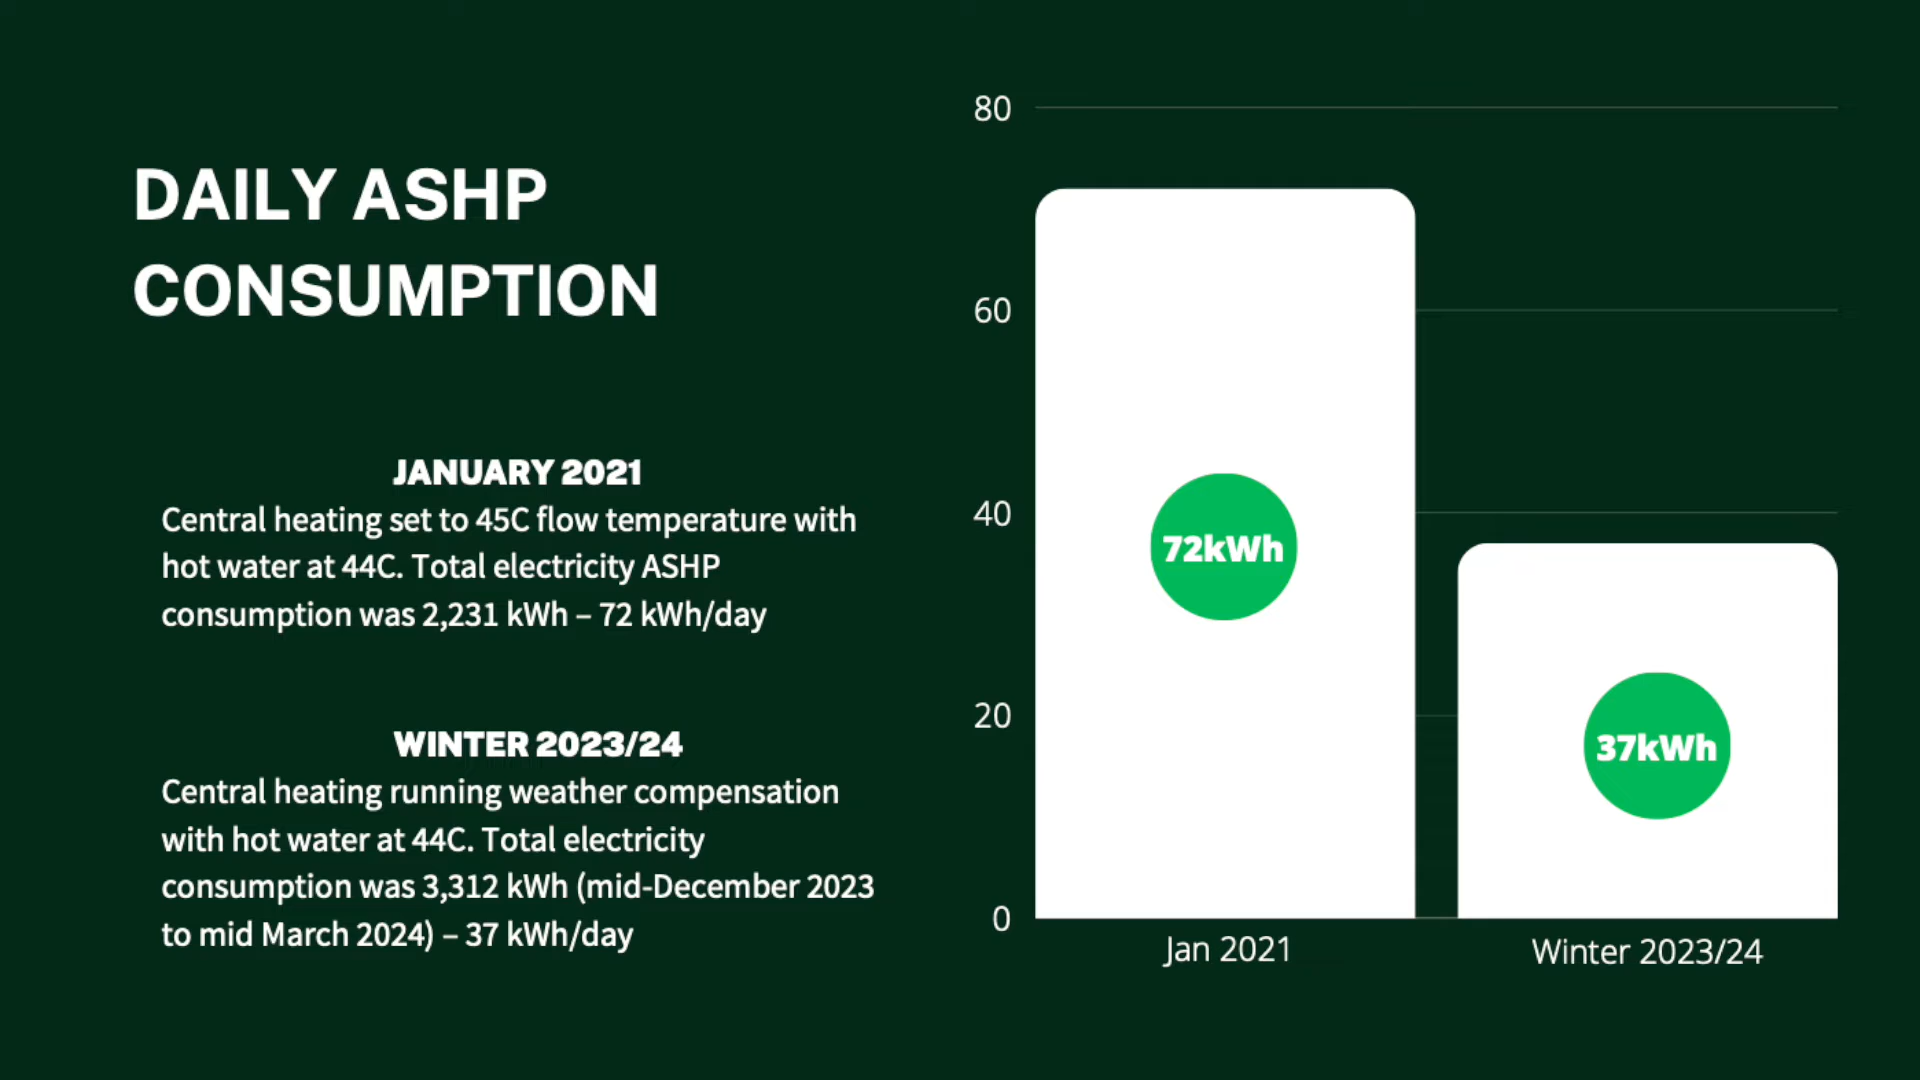 DAILY ASHP
CONSUMPTION
JANUARY 2021
Central heating set to 45C flow temperature with
hot water at 44C. Total electricity ASHP
consumption was 2,231 kWh – 72 kWh/day
WINTER 2023/24
Central heating running weather compensation
with hot water at 44C. Total electricity
consumption was 3,312 kWh (mid-December 2023
to mid March 2024) – 37 kWh/day
80
60
40
20
0
72kWh
37kWh
Jan 2021
Winter 2023/24